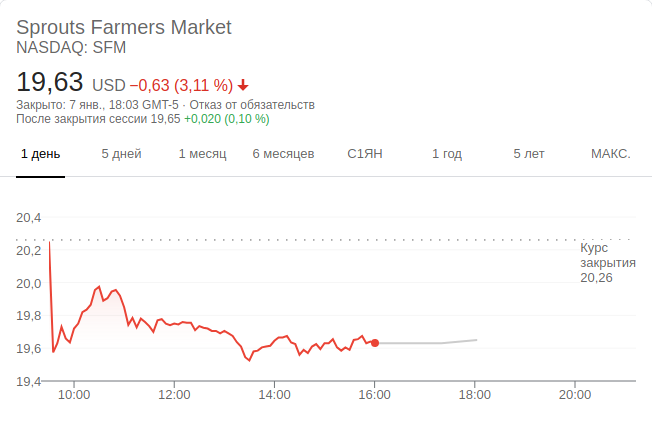 Sprouts Farmers Market
NASDAQ: SFM
19,63 USD −0,63 (3,11 %)
Закрыто: 7 янв., 18:03 GMT-5 · Отказ от обязательств
После закрытия сессии 19,65 +0,020 (0,10 %)
1 день 5 дней 1 месяц 6 месяцев С1ЯН 1 год 5 лет МАКС.
20,4
20,2
20,0
19,8
19,6
19,4
Курс
закрытия
20,26
10:00 12:00 14:00 16:00 18:00 20:00